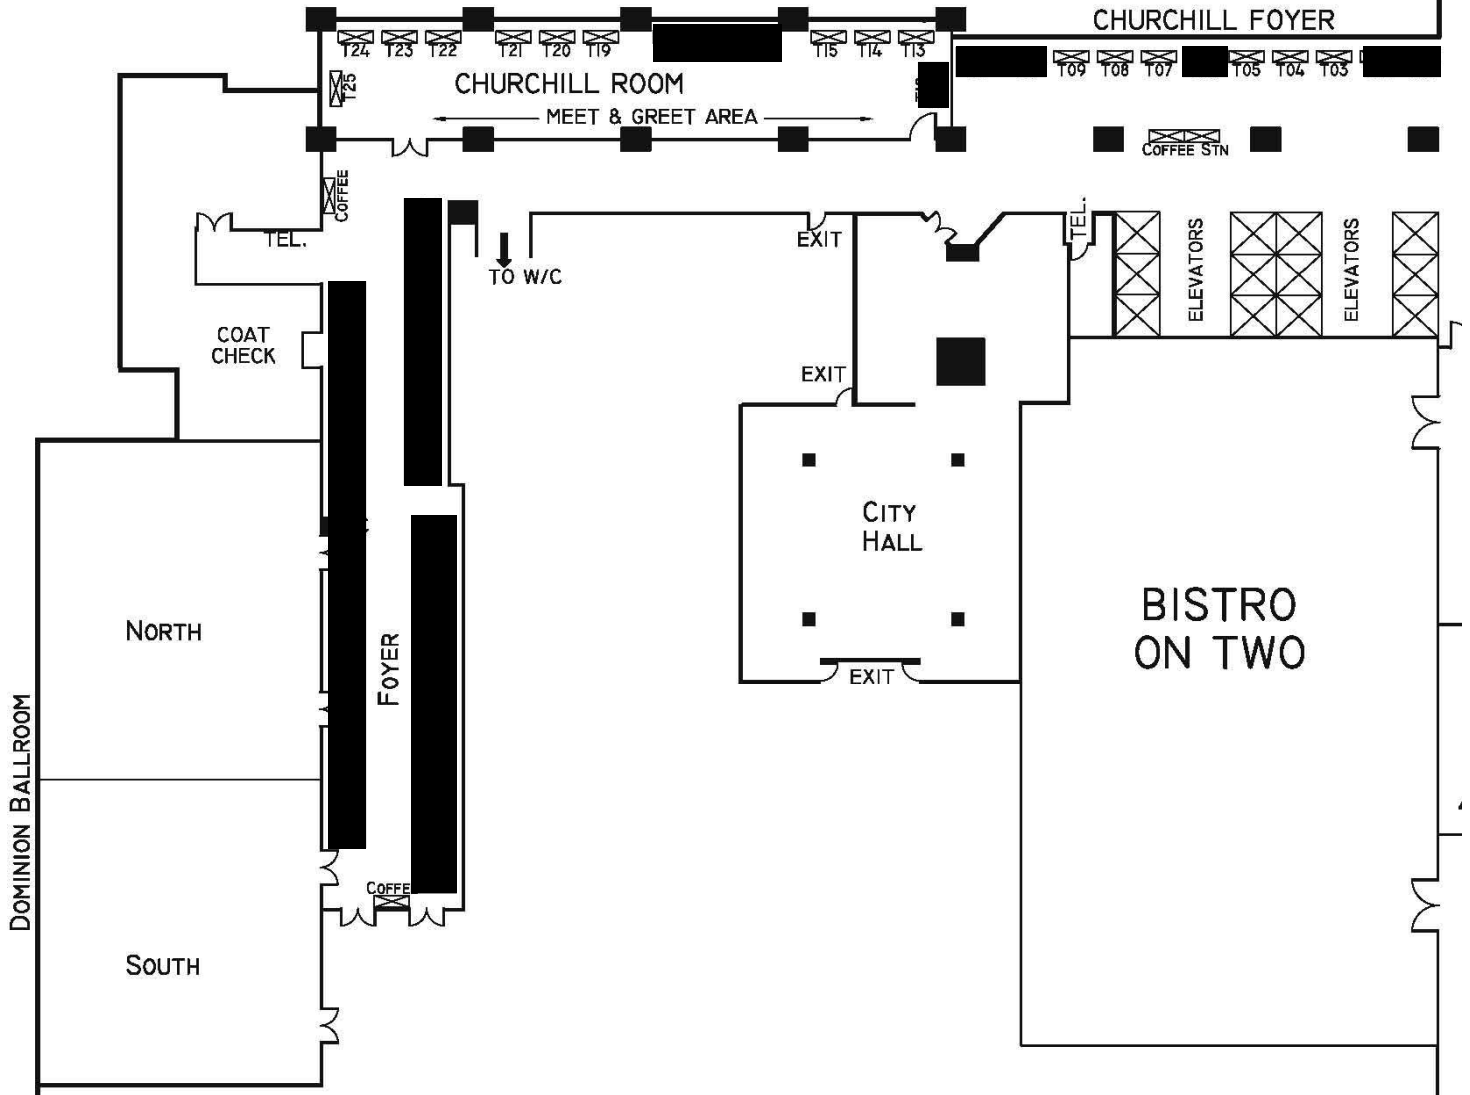 CHURCHILL FOYER
T24 T23 T22 T21 T20 T19 T15 T14 T13
T09 T08 T07 T05 T04 T03
T25
CHURCHILL ROOM
MEET & GREET AREA
COFFEE STN
COFFEE
TEL.
TEL.
EXIT
ELEVATORS
ELEVATORS
TO W/C
COAT
CHECK
EXIT
CITY
HALL
BISTRO
ON TWO
NORTH
FOYER
EXIT
DOMINION BALLROOM
COFFE
SOUTH